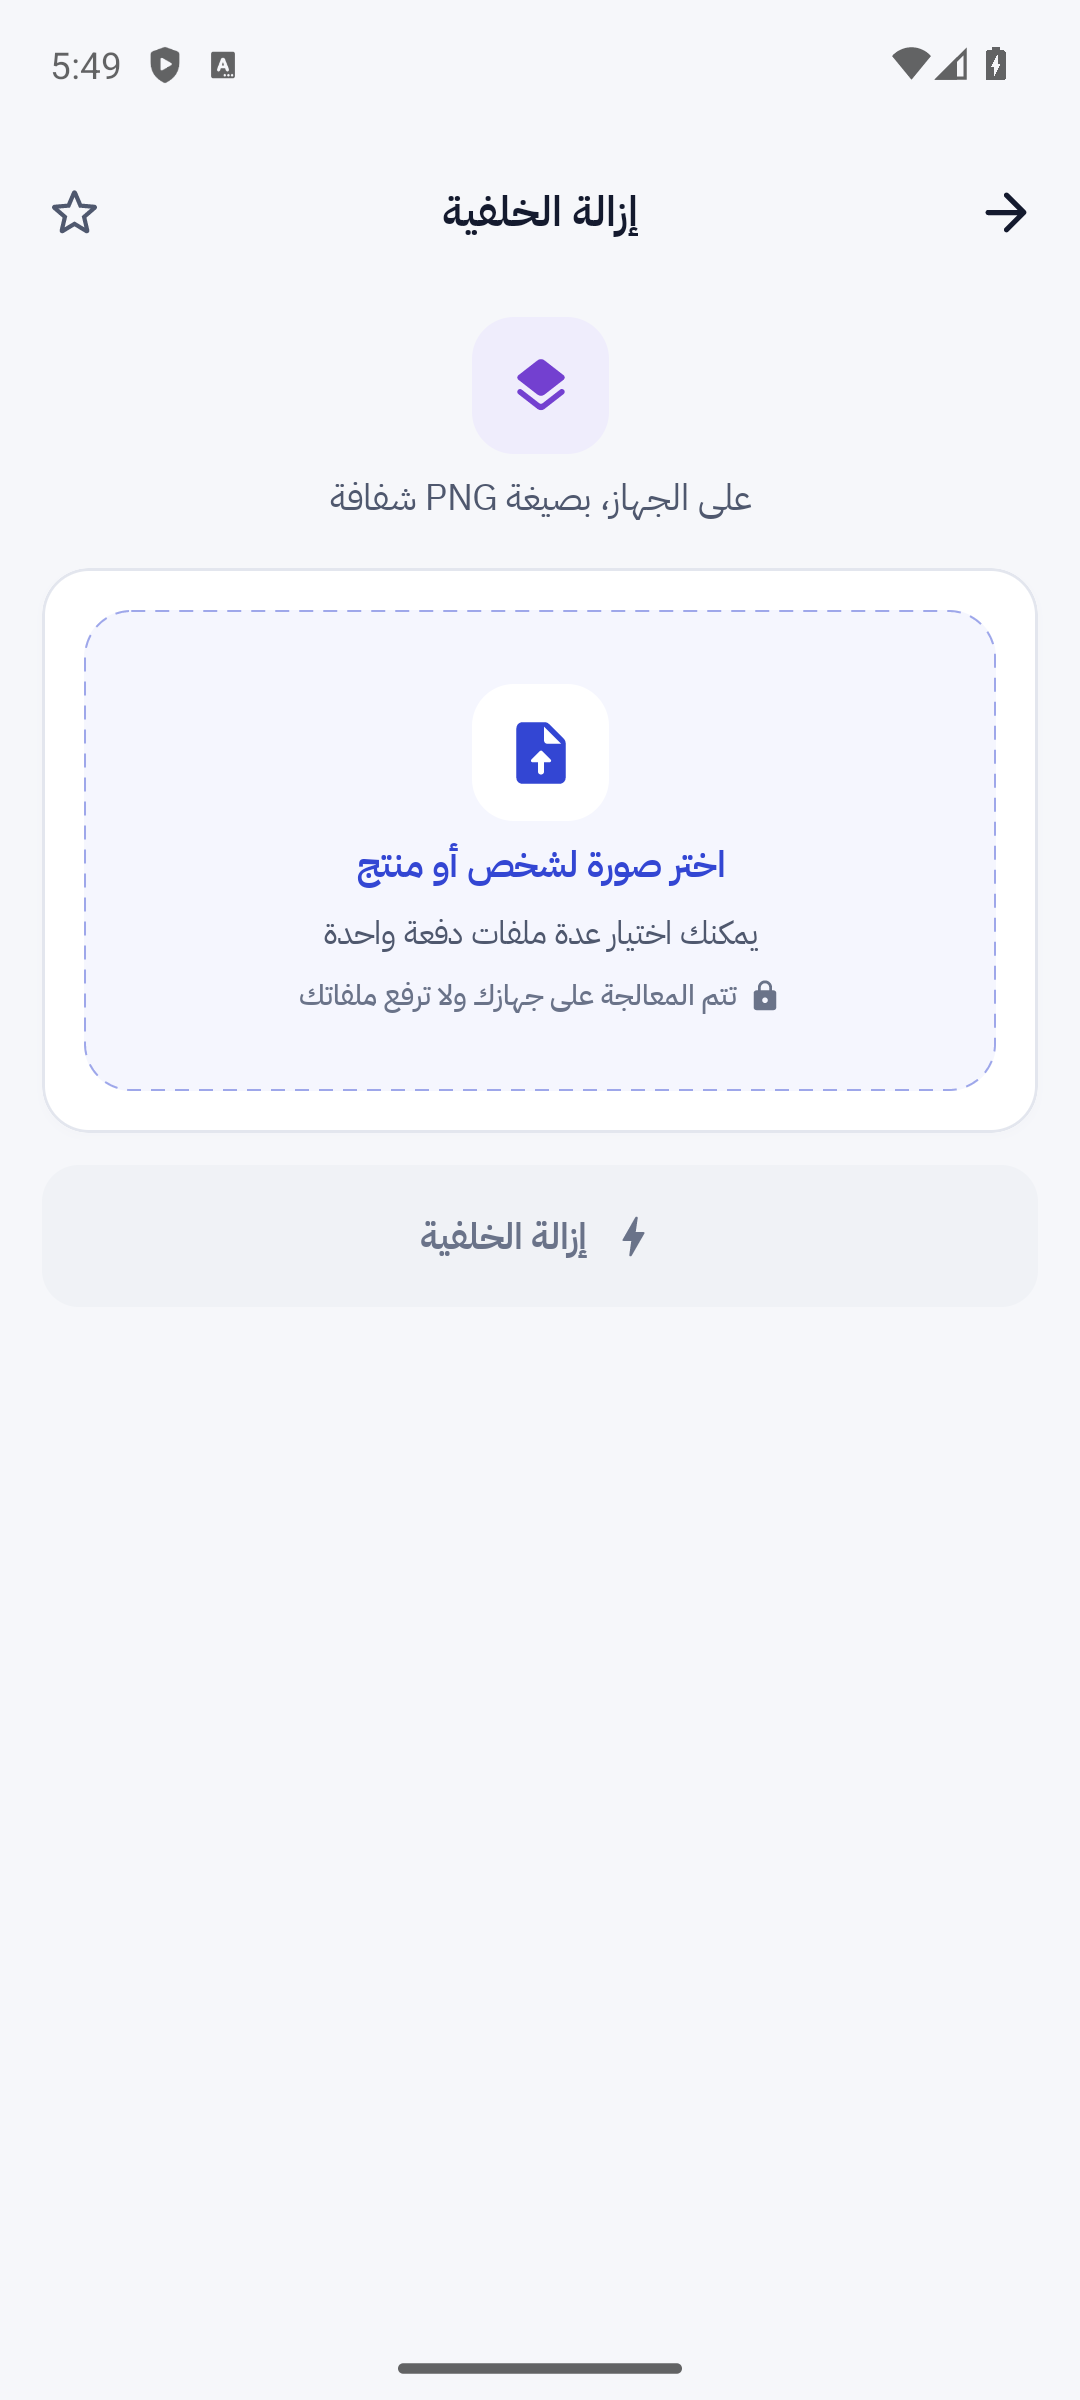 5:49
إزالة الخلفية
على الجهاز، بصيغة PNG شفافة
اختر صورة لشخص أو منتج
يمكنك اختيار عدة ملفات دفعة واحدة
تتم المعالجة على جهازك ولا ترفع ملفاتك
إزالة الخلفية